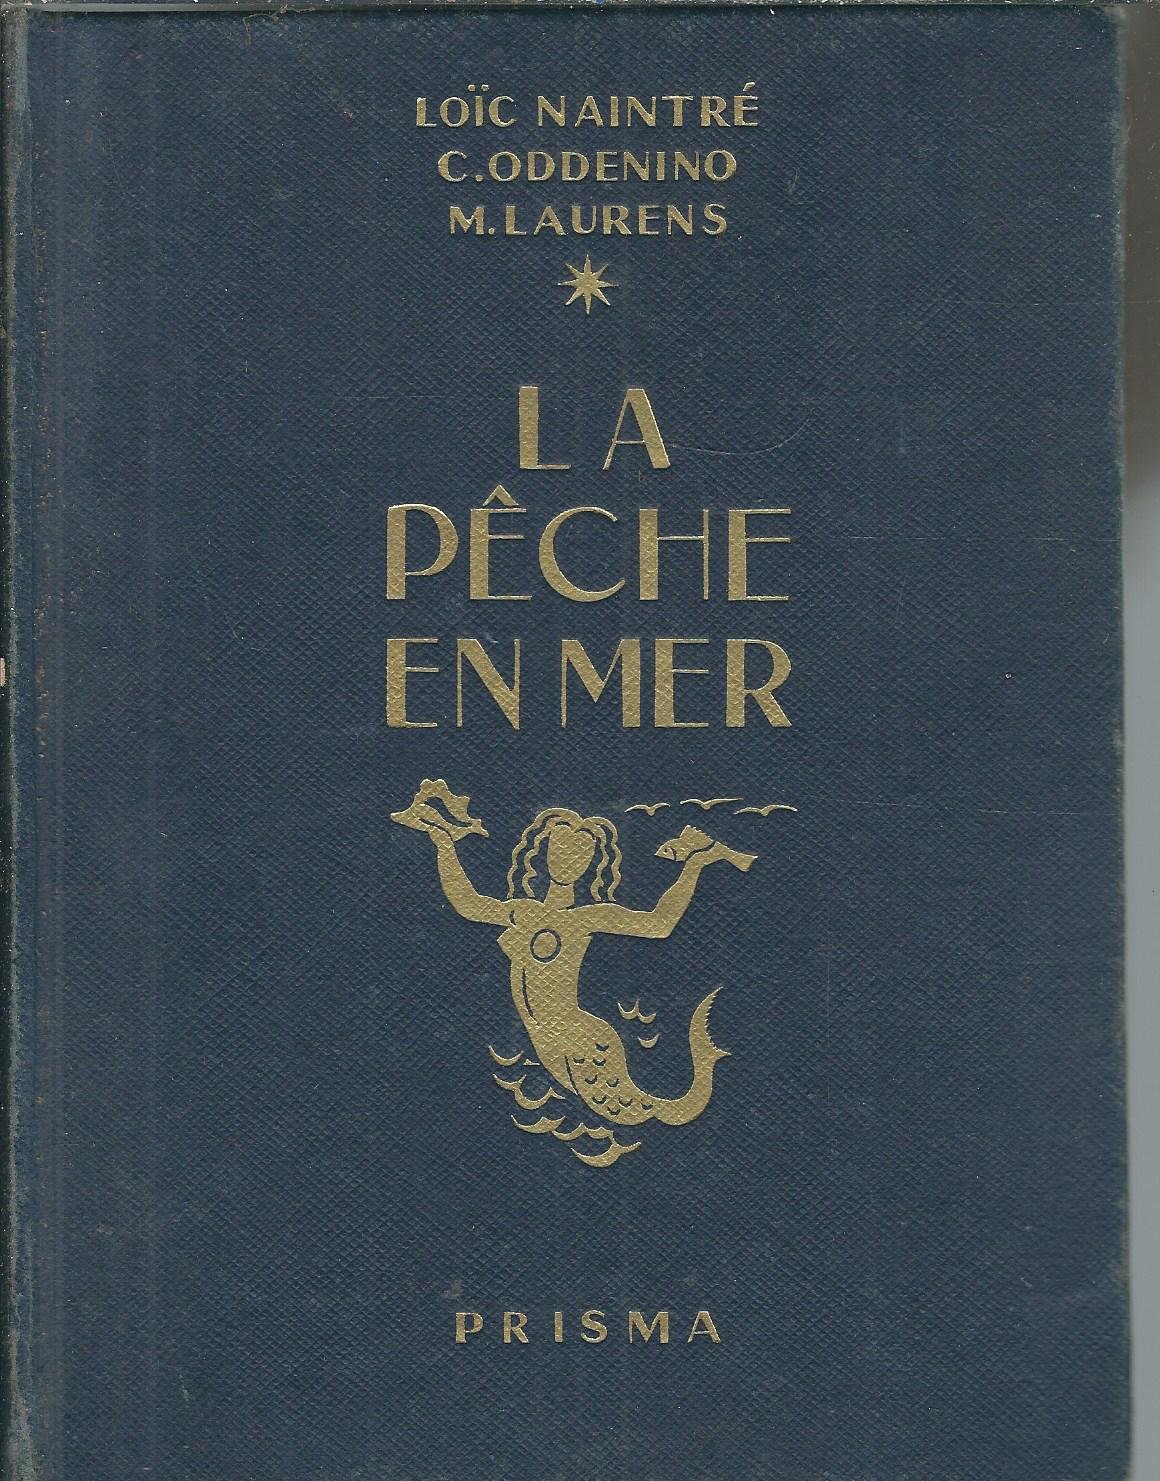 LOÏC NAINTRÉ
C. ODDENINO
M. LAURENS
LA
PÊCHE
EN MER
PRISMA